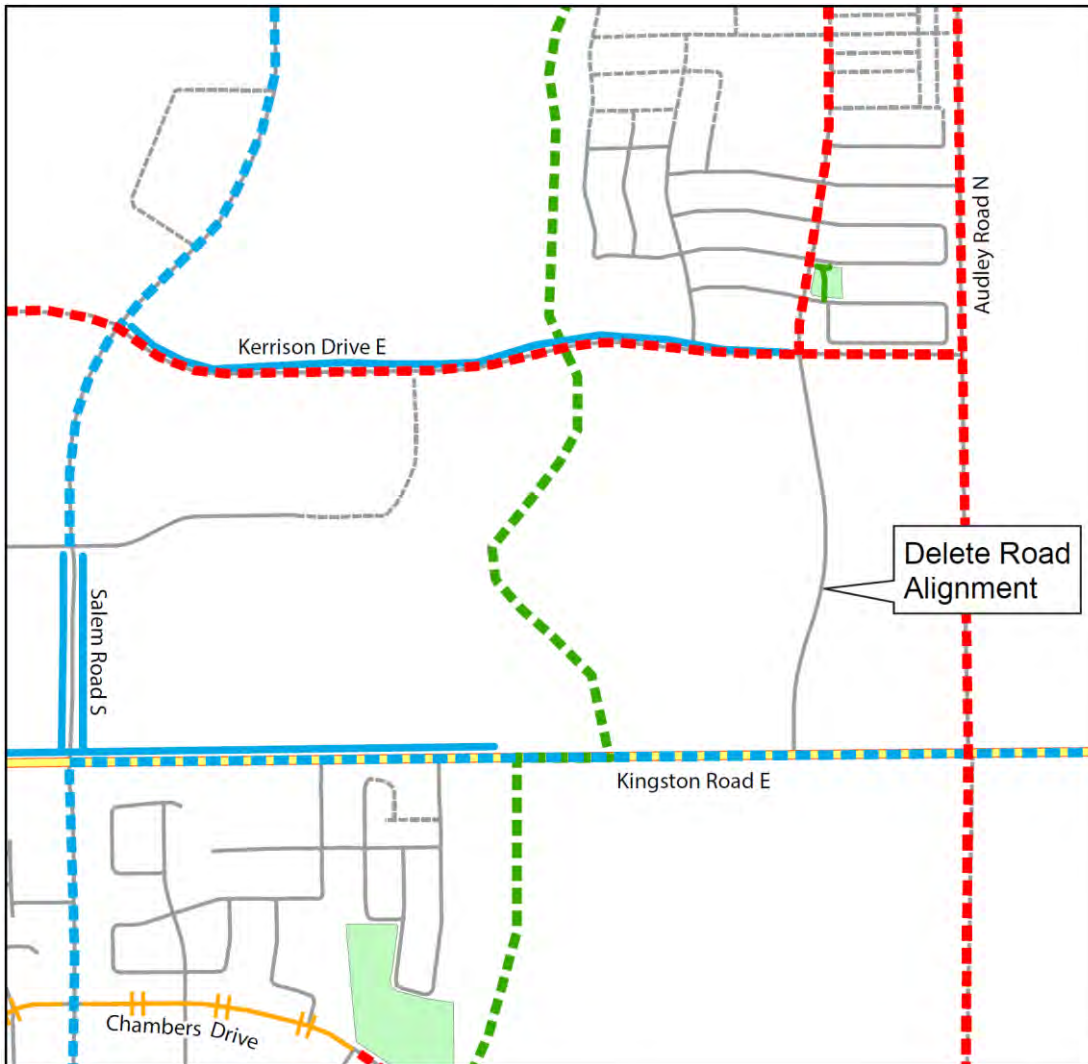 Audley Road N
Kerrison Drive E
Delete Road
Alignment
Salem Road S
Kingston Road E
Chambers Drive